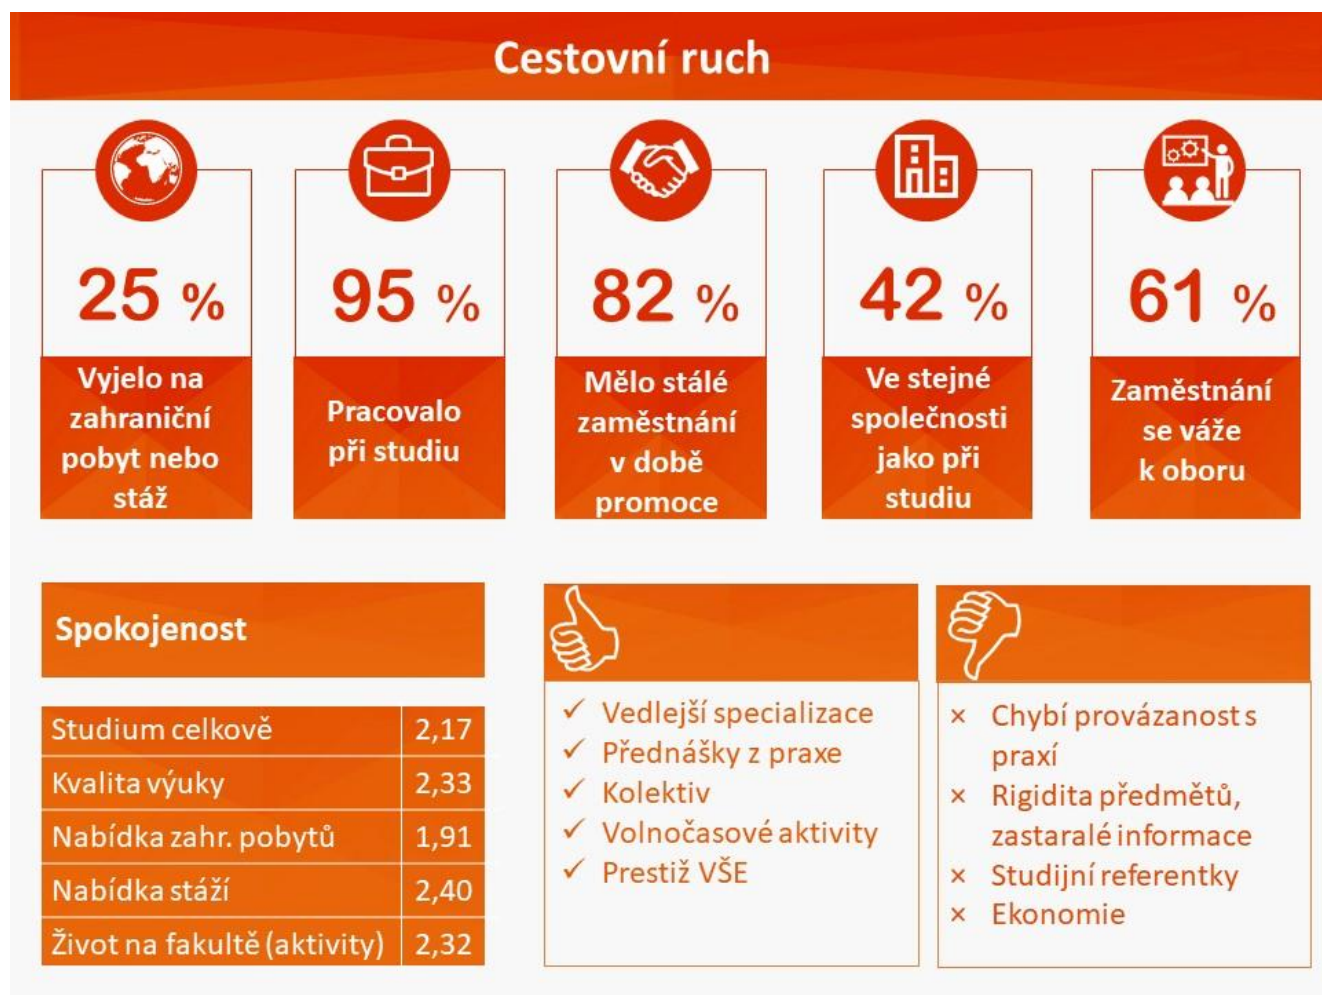 Cestovní ruch
25 %
Vyjelo na
zahraniční
pobyt nebo
stáž
95 %
Pracovalo
při studiu
82 %
Mělo stálé
zaměstnání
v době
promoce
42 %
Ve stejné
společnosti
jako při
studiu
61 %
Zaměstnání
se váže
k oboru
Spokojenost
Studium celkově 2,17
Kvalita výuky 2,33
Nabídka zahr. pobytů 1,91
Nabídka stáží 2,40
Život na fakultě (aktivity) 2,32
✓ Vedlejší specializace
✓ Přednášky z praxe
✓ Kolektiv
✓ Volnočasové aktivity
✓ Prestiž VŠE
× Chybí provázanost s
praxí
× Rigidita předmětů,
zastaralé informace
× Studijní referentky
× Ekonomie